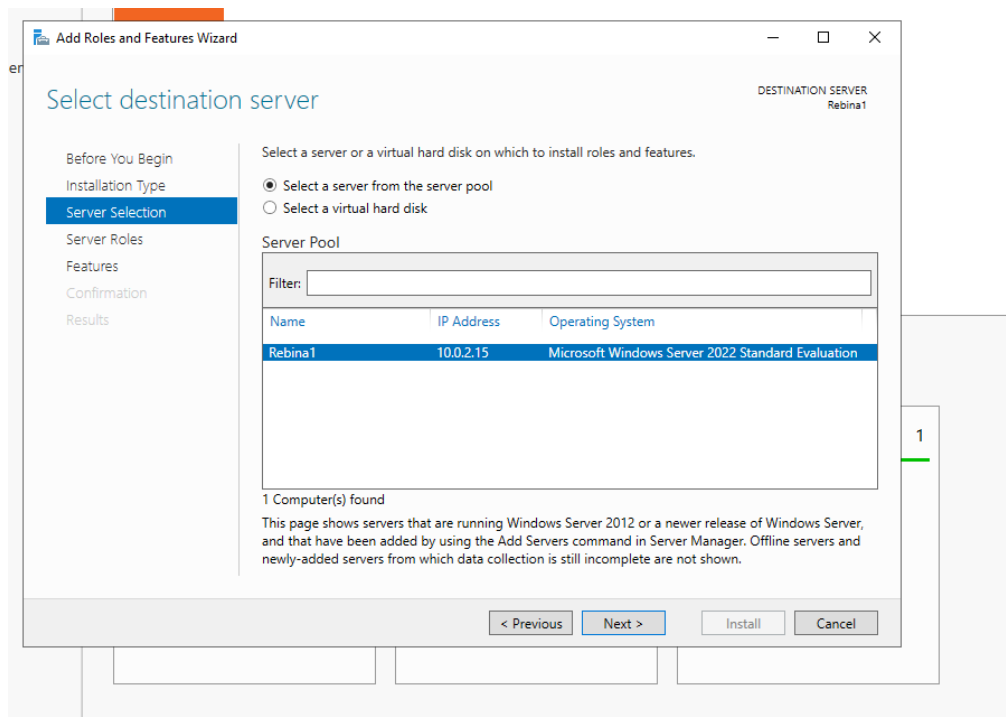 Add Roles and Features Wizard
er
Select destination server
DESTINATION SERVER
Rebina1
Before You Begin
Installation Type
Server Selection
Server Roles
Features
Confirmation
Results
Select a server or a virtual hard disk on which to install roles and features.
Select a server from the server pool
Select a virtual hard disk
Server Pool
Filter:
Name IP Address Operating System
Rebina1 10.0.2.15 Microsoft Windows Server 2022 Standard Evaluation
1 Computer(s) found
This page shows servers that are running Windows Server 2012 or a newer release of Windows Server,
and that have been added by using the Add Servers command in Server Manager. Offline servers and
newly-added servers from which data collection is still incomplete are not shown.
< Previous Next > Install Cancel
1